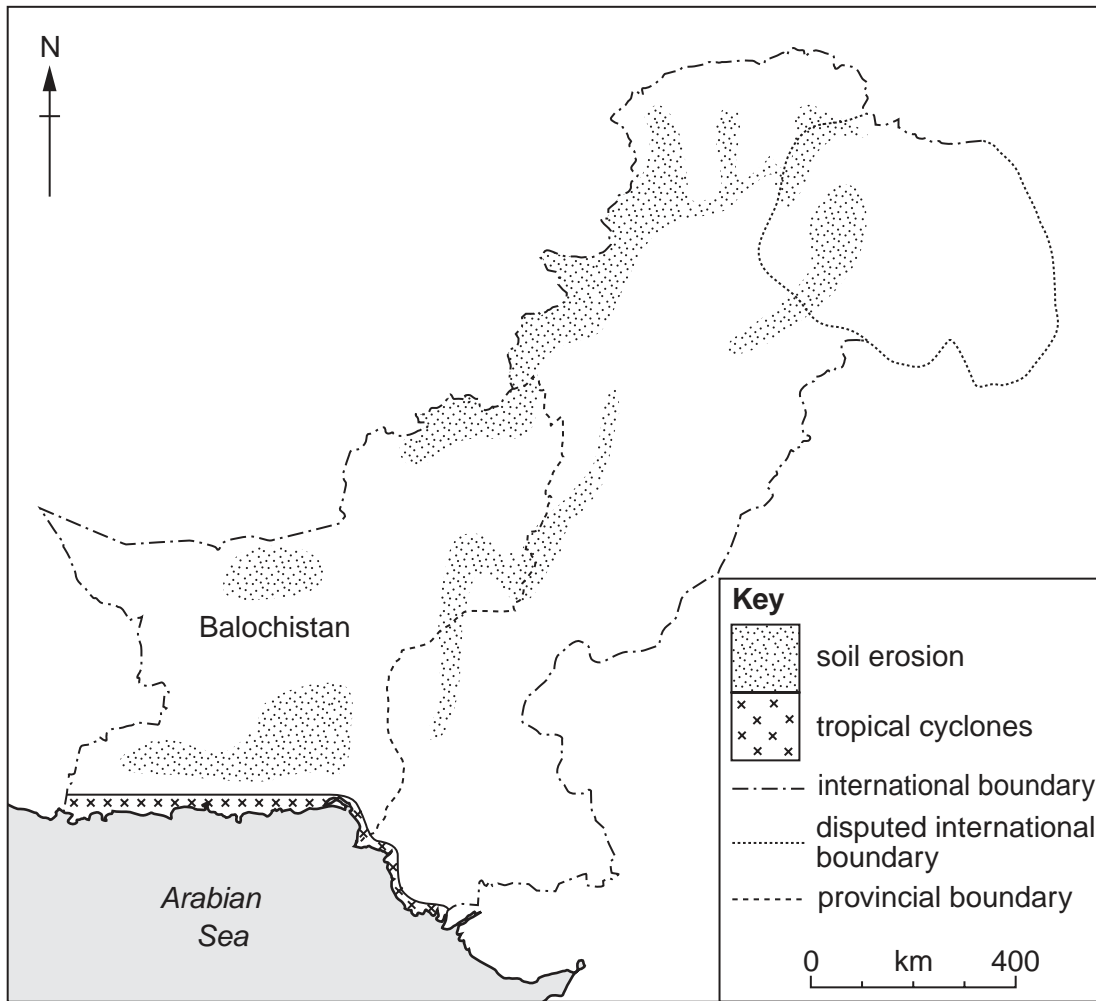 N
Balochistan
Arabian
Sea
Key
soil erosion
tropical cyclones
international boundary
disputed international
boundary
provincial boundary
0 km 400